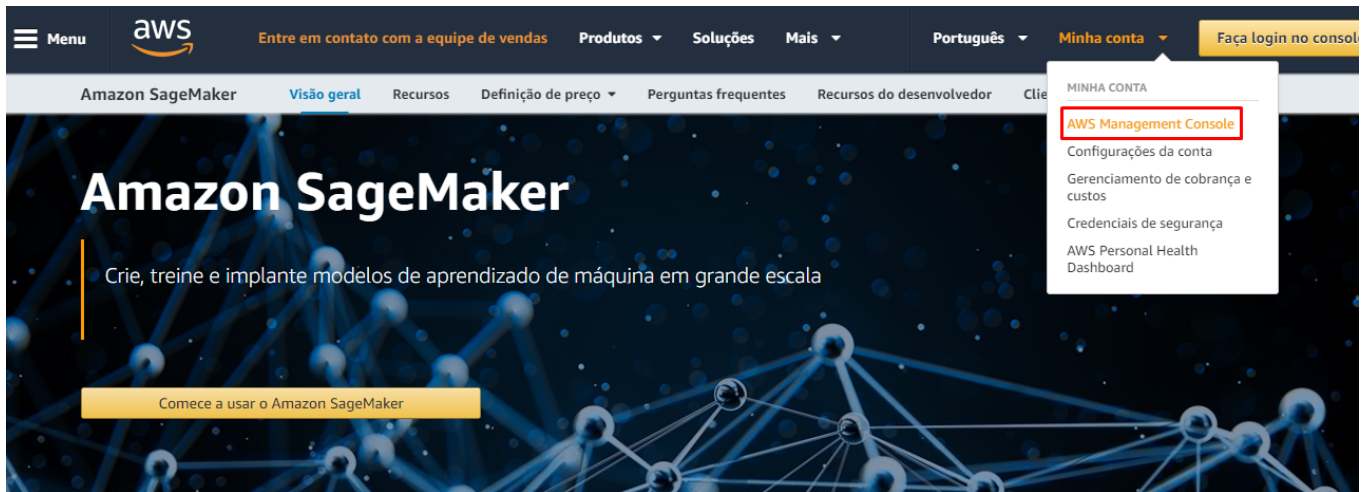 Menu
aws
Entre em contato com a equipe de vendas
Produtos
Soluções
Mais
Português
Minha conta
Faça login no console
Amazon SageMaker
Visão geral
Recursos
Definição de preço
Perguntas frequentes
Recursos do desenvolvedor
Clie
MINHA CONTA
AWS Management Console
Configurações da conta
Gerenciamento de cobrança e
custos
Credenciais de segurança
AWS Personal Health
Dashboard
Amazon SageMaker
Crie, treine e implante modelos de aprendizado de máquina em grande escala
Comece a usar o Amazon SageMaker